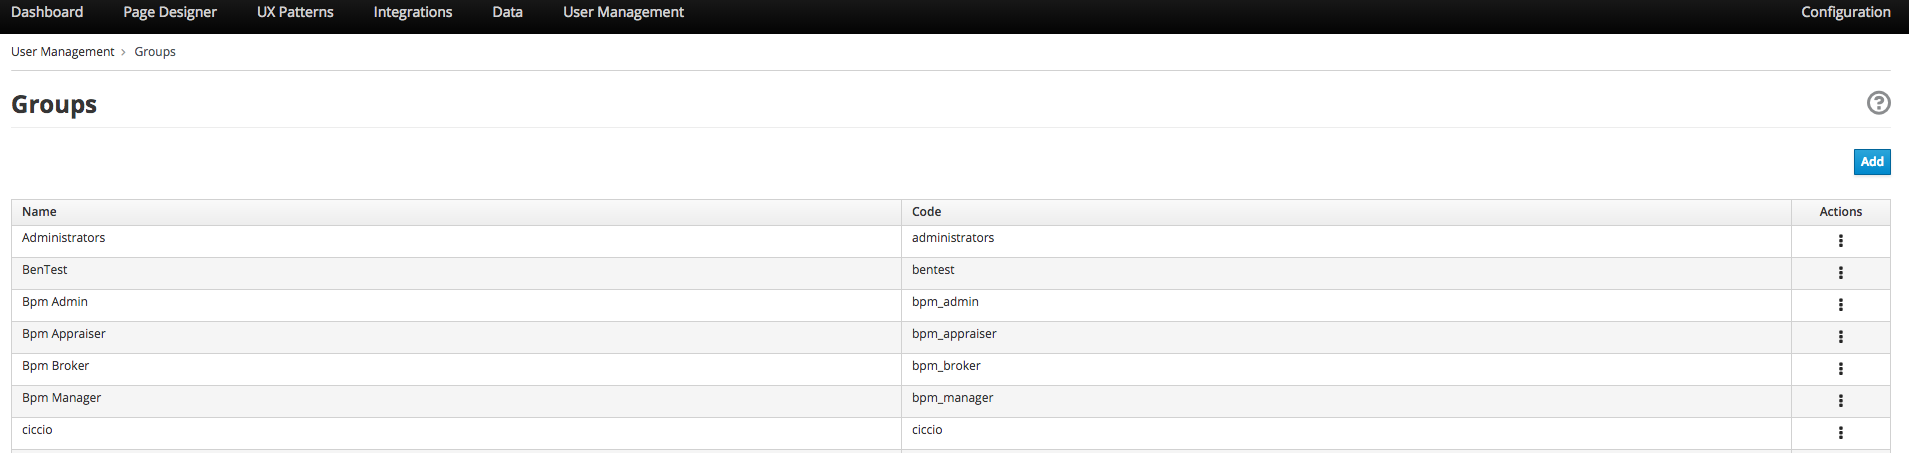 Dashboard Page Designer UX Patterns Integrations Data User Management Configuration
User Management > Groups
Groups
Add
Name Code Actions
Administrators administrators
BenTest bentest
Bpm Admin bpm_admin
Bpm Appraiser bpm_appraiser
Bpm Broker bpm_broker
Bpm Manager bpm_manager
ciccio ciccio